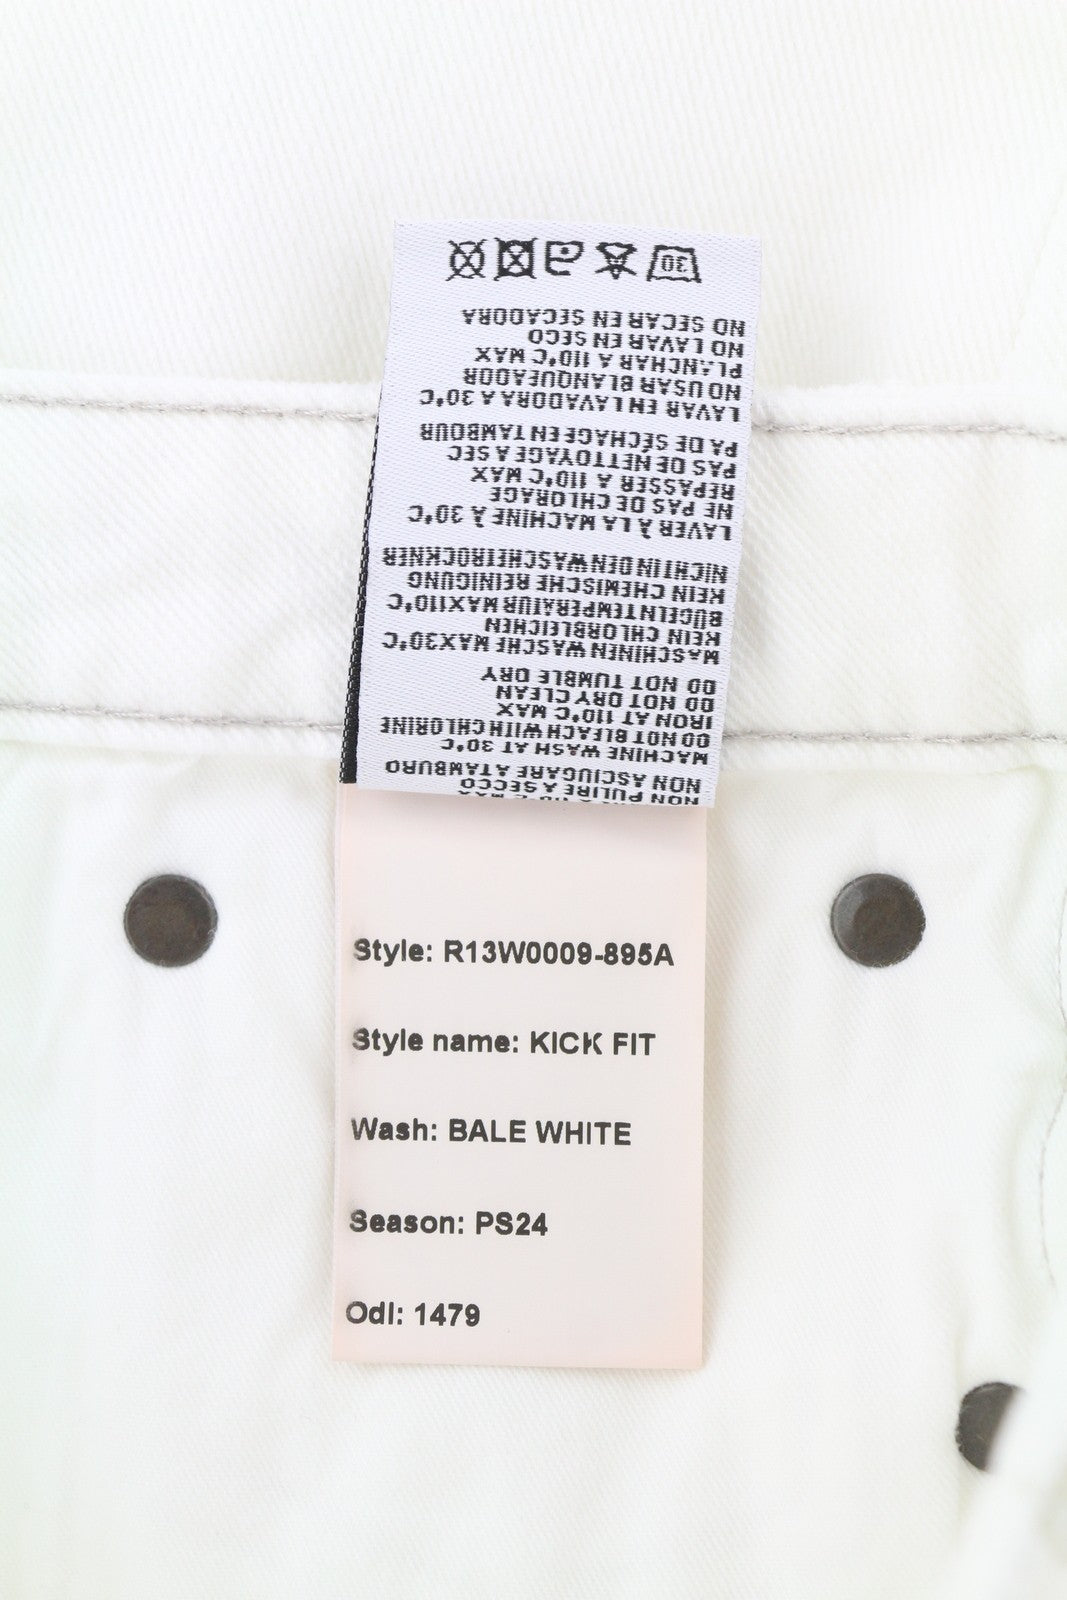 NON PULIRE A SECCO
NON ASCIUGARE A TAMBURO
MACHINE WASH AT 30°C
DO NOT BLEACH WITH CHLORINE
IRON AT 110°C MAX
DO NOT DRY CLEAN
DO NOT TUMBLE DRY
MASCHINEN WASCHE MAX30°C
KEIN CHLORBLEICHEN
BÜGELN TEMPERATUR MAX110°C
KEIN CHEMISCHE REINIGUNG
NICHT IN DEN WASCHETROCKNER
LAVER À LA MACHINE À 30°C
NE PAS DE CHLORAGE
REPASSER A 110°C MAX
PAS DE NETTOYAGE A SEC
PA DE SÉCHAGE EN TAMBOUR
LAVAR EN LAVADORA A 30°C
NO USAR BLANQUEADOR
PLANCHAR A 110°C MAX
NO LAVAR EN SECO
NO SECAR EN SECADORA
30
Style: R13W0009-895A
Style name: KICK FIT
Wash: BALE WHITE
Season: PS24
Odl: 1479